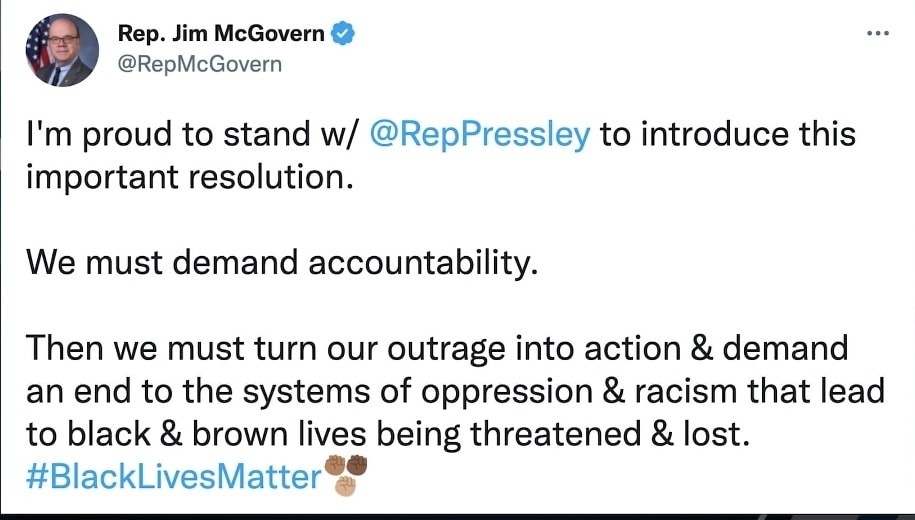 Rep. Jim McGovern
@RepMcGovern
I'm proud to stand w/ @RepPressley to introduce this
important resolution.
We must demand accountability.
Then we must turn our outrage into action & demand
an end to the systems of oppression & racism that lead
to black & brown lives being threatened & lost.
#BlackLivesMatter✊🏾✊🏿✊🏽